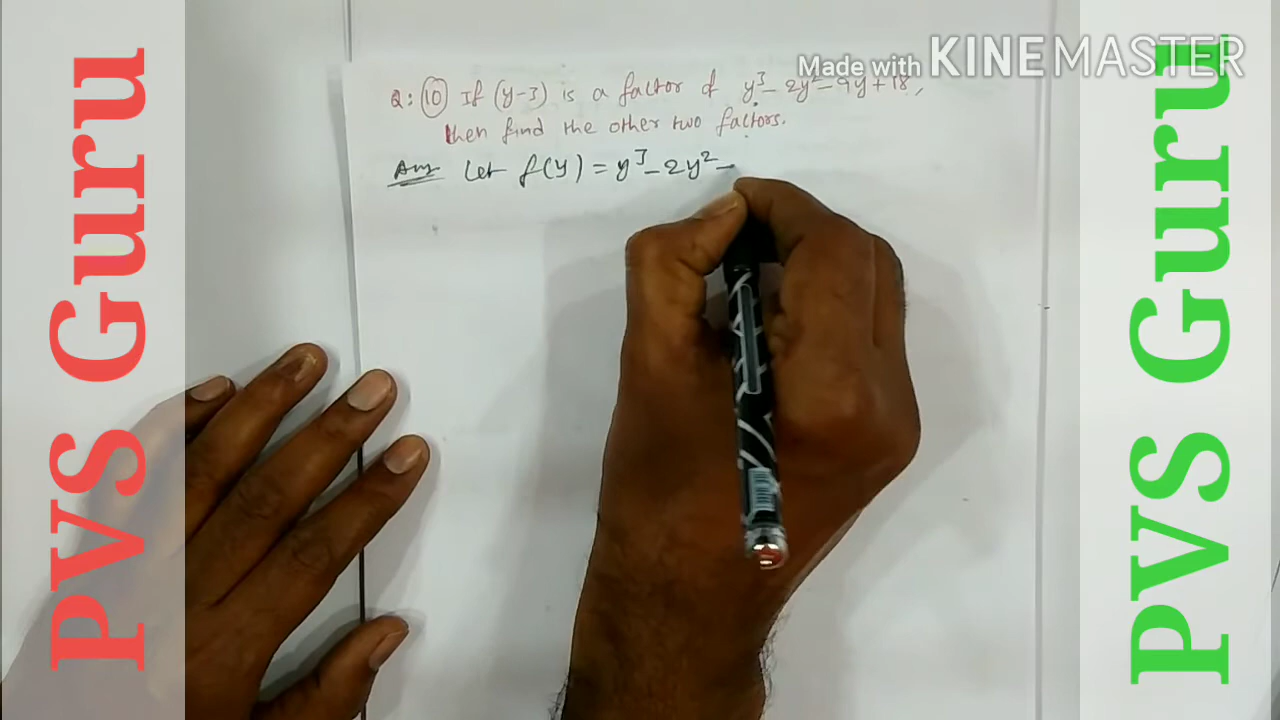 Made with KINEMASTER
Q: 10 If (y-3) is a factor of y³- 2y²- 9y + 18,
then find the other two factors.
Ans Let f(y) = y³- 2y² -
PVS Guru
PVS Guru